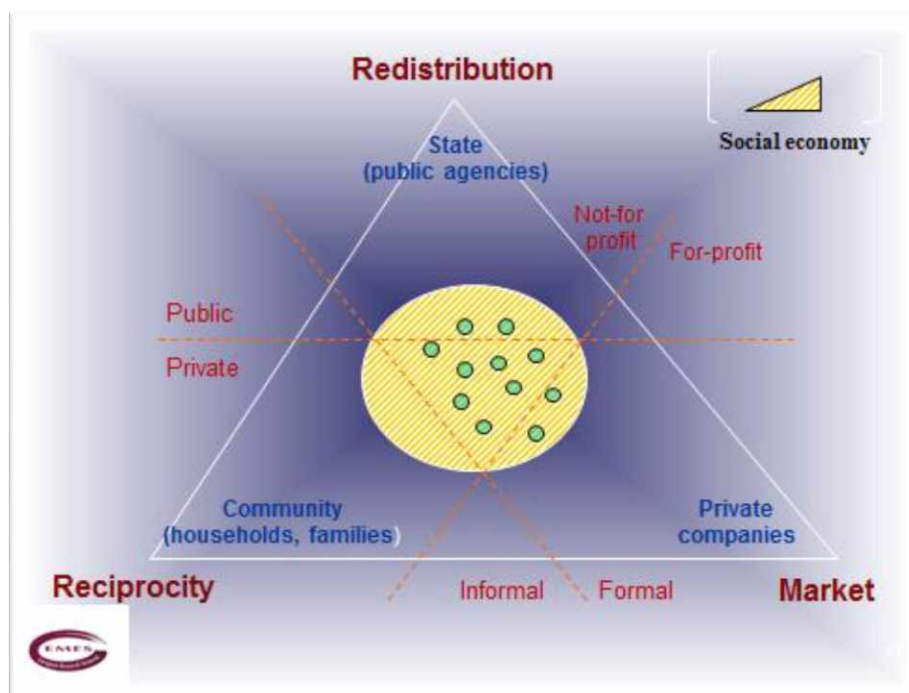 Redistribution
Social economy
State
(public agencies)
Not-for
profit
For-profit
Public
Private
Community
(households, families)
Private
companies
Reciprocity
Informal
Formal
Market
EMES